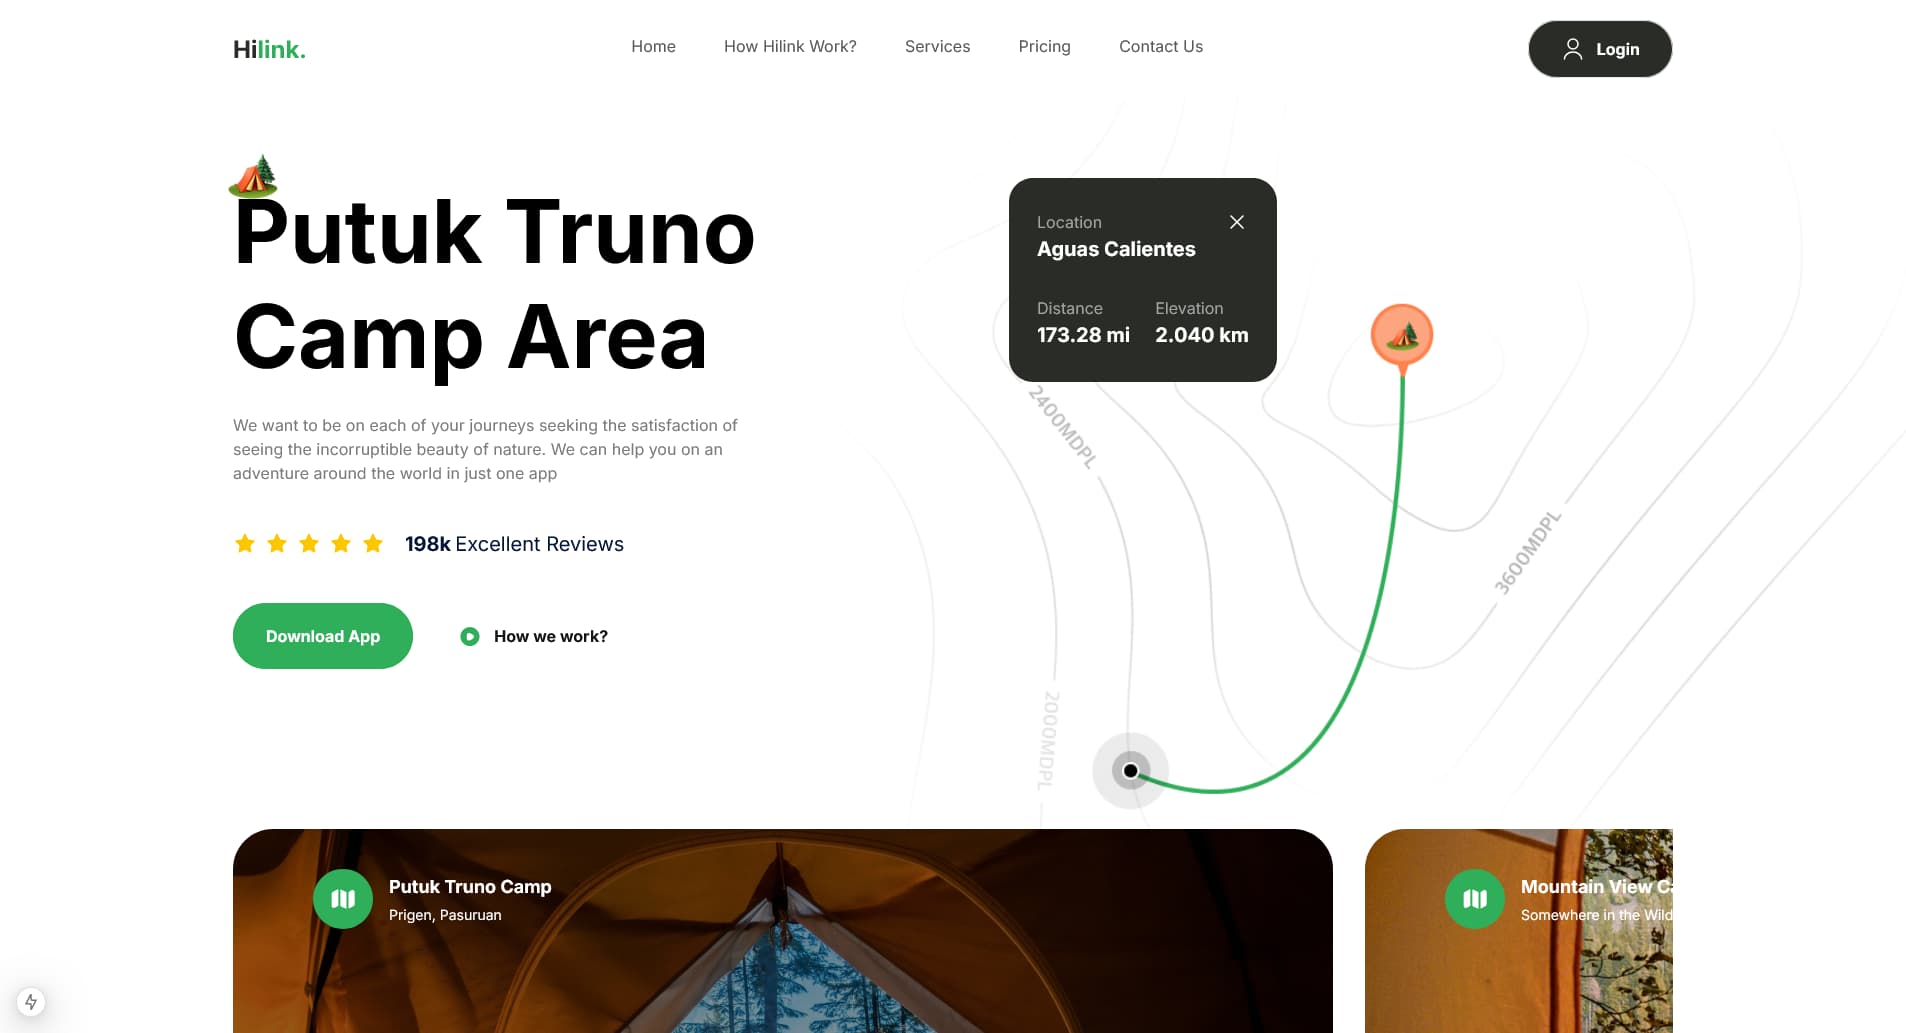 Hilink.
Home
How Hilink Work?
Services
Pricing
Contact Us
Login
Putuk Truno
Camp Area
We want to be on each of your journeys seeking the satisfaction of
seeing the incorruptible beauty of nature. We can help you on an
adventure around the world in just one app
198k Excellent Reviews
Download App
How we work?
Location
Aguas Calientes
Distance
Elevation
173.28 mi
2.040 km
2400MDPL
3600MDPL
2000MDPL
Putuk Truno Camp
Prigen, Pasuruan
Mountain View Ca
Somewhere in the Wild